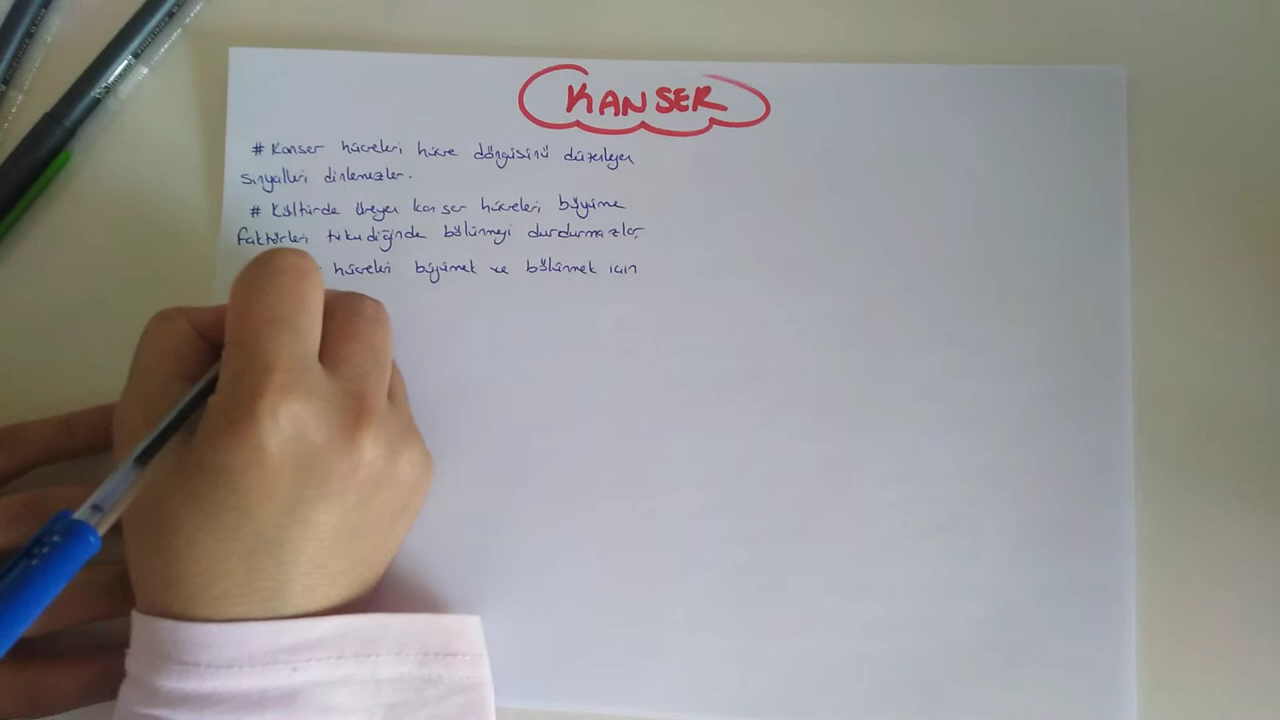 KANSER
# Kanser hücreleri hücre döngüsünü düzenleyen
sinyalleri dinlemezler.
# Kültürde üreyen kanser hücreleri, büyüme
faktörleri tükendiğinde bölünmeyi durdurmazlar.
hücreleri büyümek ve bölünmek için